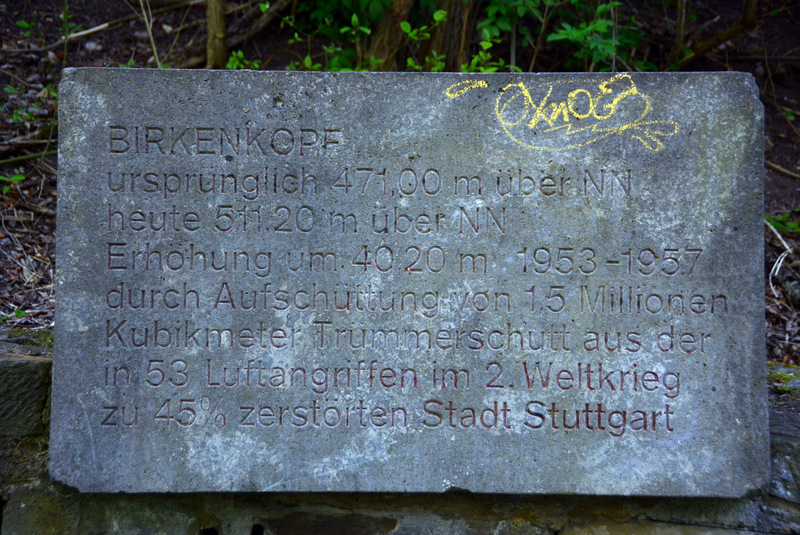 BIRKENKOPF
ursprünglich 471,00 m über NN
heute 511.20 m über NN
Erhöhung um 40.20 m 1953-1957
durch Aufschüttung von 1,5 Millionen
Kubikmeter Trümmerschutt aus der
in 53 Luftangriffen im 2. Weltkrieg
zu 45% zerstörten Stadt Stuttgart